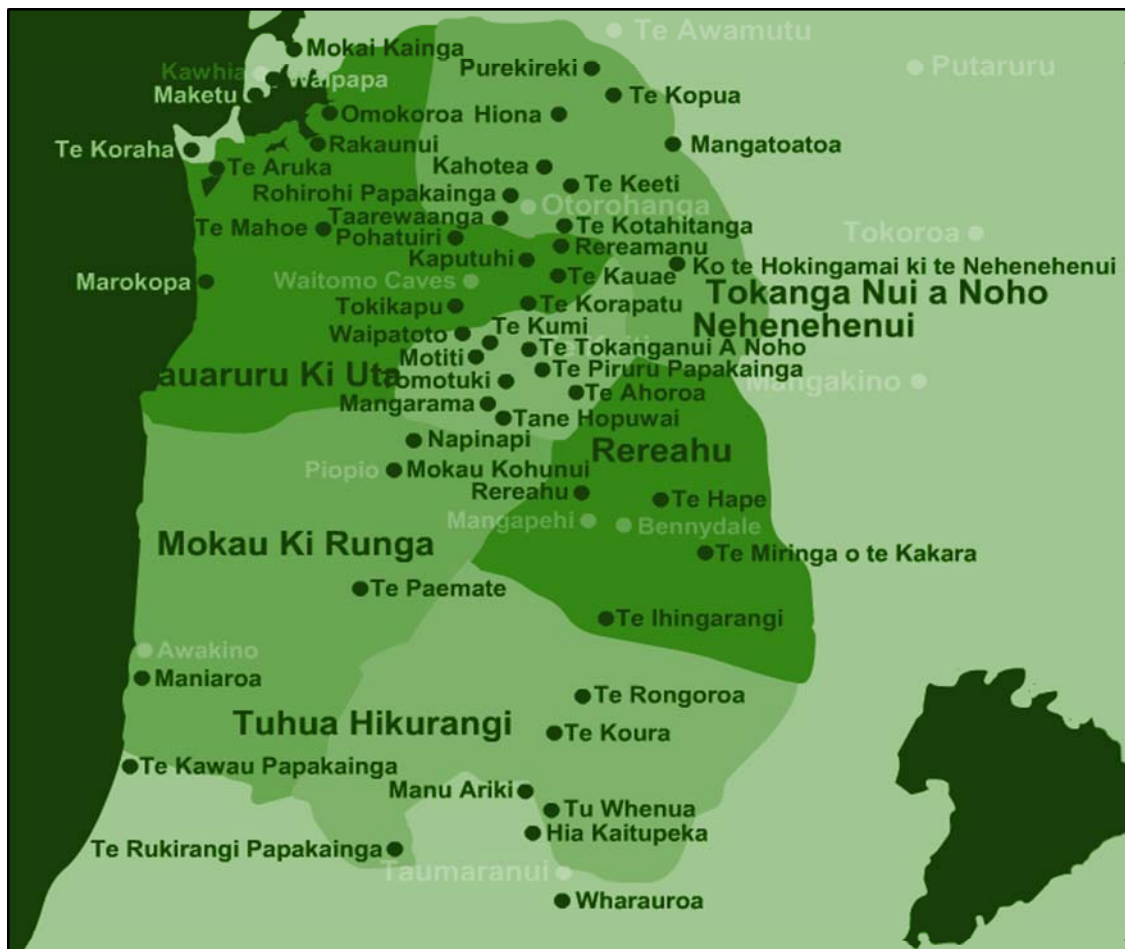 Te Awamutu
Mokai Kainga
Purekireki
Putaruru
Kawhia
Waipapa
Maketu
Te Kopua
Omokoroa
Hiona
Te Koraha
Rakaunui
Mangatoatoa
Te Aruka
Kahotea
Te Keeti
Rohirohi Papakainga
Otorohanga
Taarewaanga
Te Mahoe
Te Kotahitanga
Tokoroa
Pohatuiri
Rereamanu
Kaputuhi
Ko te Hokingamai ki te Nehenehenui
Marokopa
Waitomo Caves
Te Kauae
Tokanga Nui a Noho
Nehenehenui
Tokikapu
Te Korapatu
Te Kumi
Waipatoto
Te Tokanganui A Noho
Motiti
Te Piruru Papakainga
auaruru Ki Uta
omotuki
Mangakino
Te Ahoroa
Mangarama
Tane Hopuwai
Napinapi
Rereahu
Piopio
Mokau Kohunui
Rereahu
Te Hape
Mangapehi
Bennydale
Mokau Ki Runga
Te Miringa o te Kakara
Te Paemate
Te Ihingarangi
Awakino
Maniaroa
Te Rongoroa
Tuhua Hikurangi
Te Koura
Te Kawau Papakainga
Manu Ariki
Tu Whenua
Hia Kaitupeka
Te Rukirangi Papakainga
Taumaranui
Wharauroa